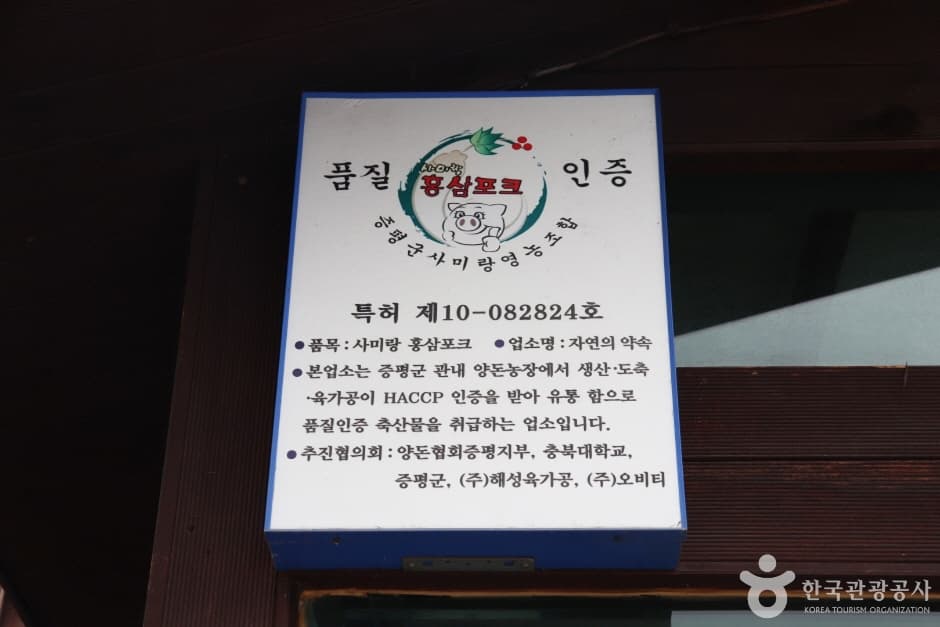 품질 인증
사미랑
홍삼포크
증평군사미랑영농조합
특허 제10-082824호
●품목 : 사미랑 홍삼포크 ●업소명 : 자연의 약속
●본업소는 증평군 관내 양돈농장에서 생산·도축
·육가공이 HACCP 인증을 받아 유통 함으로
품질인증 축산물을 취급하는 업소입니다.
●추진협의회 : 양돈협회증평지부, 충북대학교,
증평군, (주)해성육가공, (주)오비티
한국관광공사
KOREA TOURISM ORGANIZATION